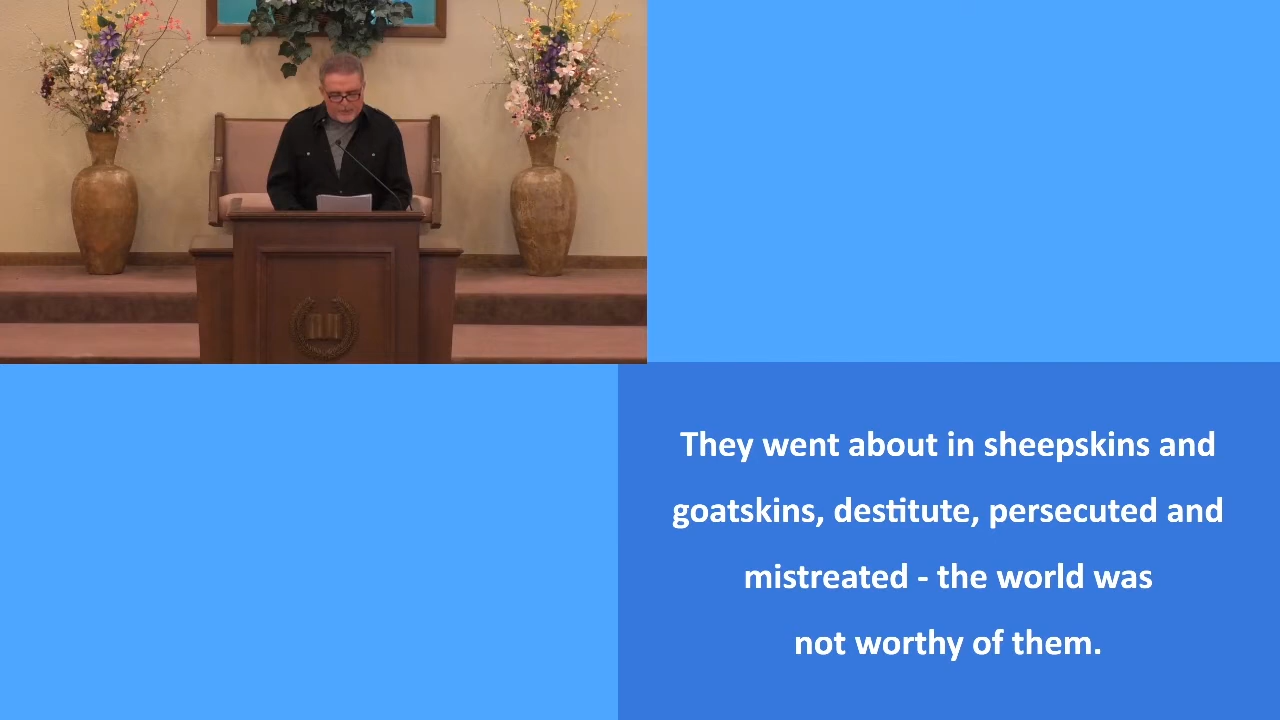 They went about in sheepskins and
goatskins, destitute, persecuted and
mistreated - the world was
not worthy of them.